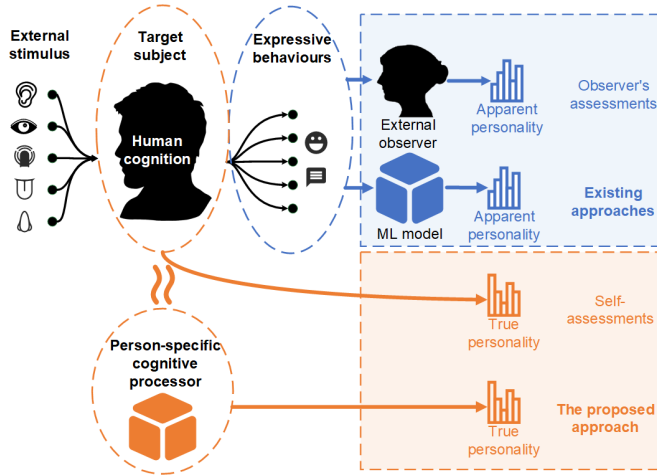 External
stimulus
Target
subject
Human
cognition
Expressive
behaviours
External
observer
Apparent
personality
Observer's
assessments
ML model
Apparent
personality
Existing
approaches
True
personality
Self-
assessments
Person-specific
cognitive
processor
True
personality
The proposed
approach